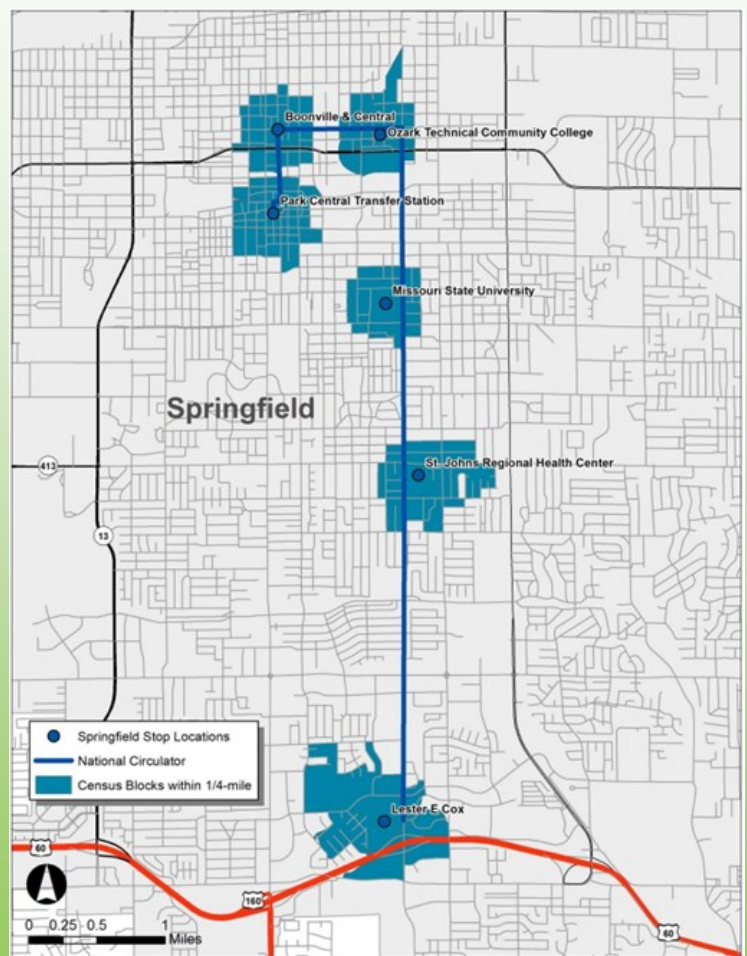 Boonville & Central
Ozark Technical Community College
Park Central Transfer Station
Missouri State University
Springfield
St. Johns Regional Health Center
413
13
Springfield Stop Locations
National Circulator
Census Blocks within 1/4-mile
Lester E Cox
60
160
60
0 0.25 0.5 1
Miles